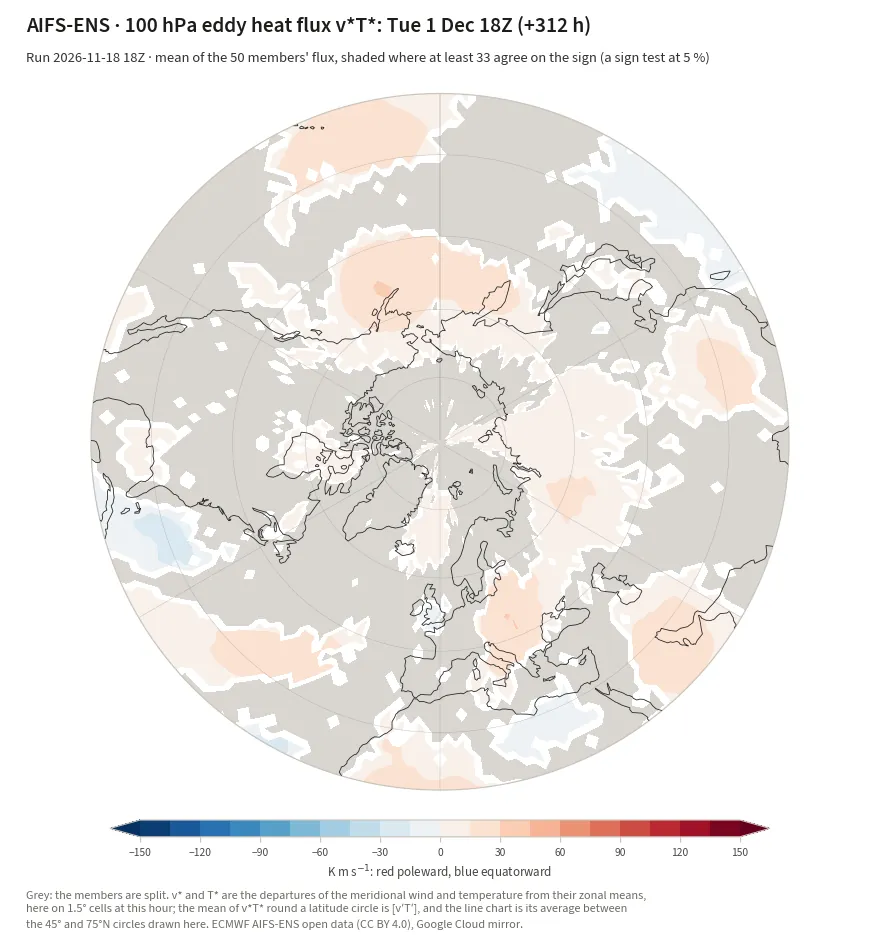 AIFS-ENS · 100 hPa eddy heat flux v*T*: Tue 1 Dec 18Z (+312 h)
Run 2026-11-18 18Z · mean of the 50 members' flux, shaded where at least 33 agree on the sign (a sign test at 5 %)
−150 −120 −90 −60 −30 0 30 60 90 120 150
K m s⁻¹: red poleward, blue equatorward
Grey: the members are split. v* and T* are the departures of the meridional wind and temperature from their zonal means,
here on 1.5° cells at this hour; the mean of v*T* round a latitude circle is [v′T′], and the line chart is its average between
the 45° and 75°N circles drawn here. ECMWF AIFS-ENS open data (CC BY 4.0), Google Cloud mirror.